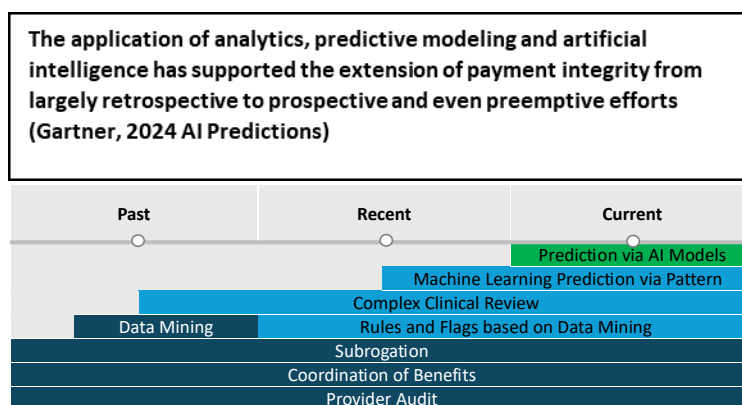 The application of analytics, predictive modeling and artificial
intelligence has supported the extension of payment integrity from
largely retrospective to prospective and even preemptive efforts
(Gartner, 2024 AI Predictions)
Past
Recent
Current
Prediction via AI Models
Machine Learning Prediction via Pattern
Complex Clinical Review
Data Mining
Rules and Flags based on Data Mining
Subrogation
Coordination of Benefits
Provider Audit